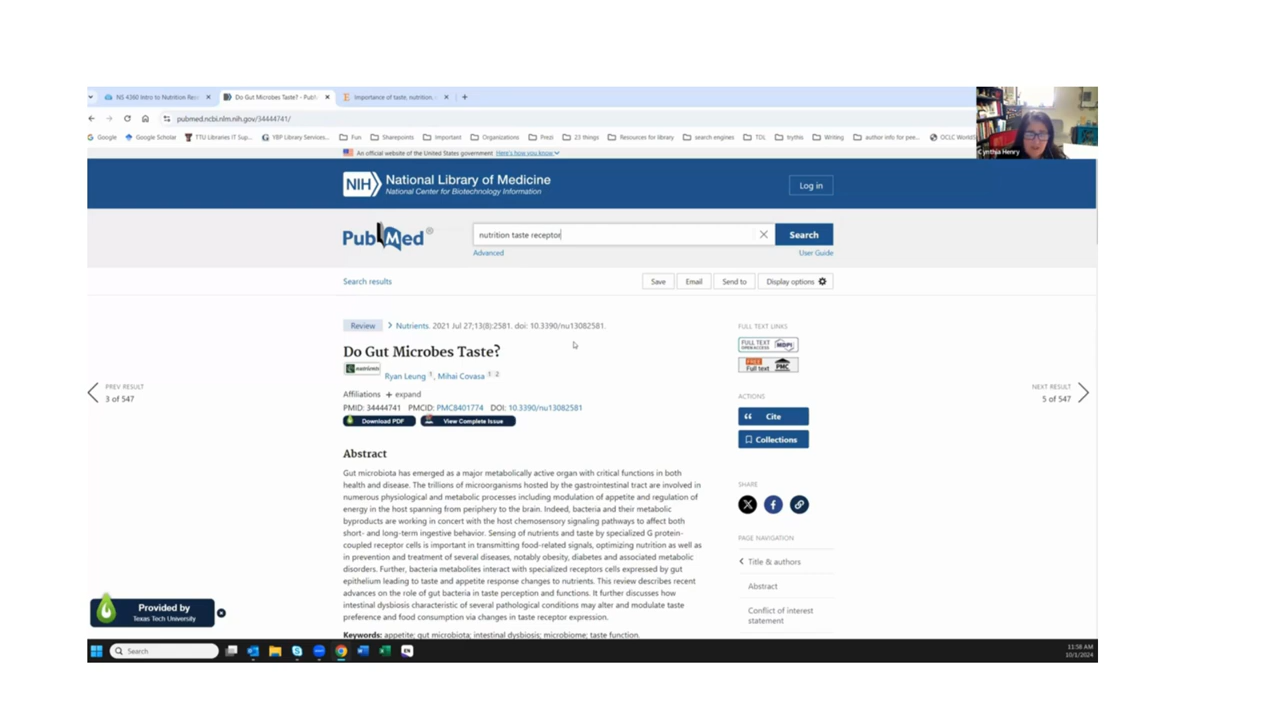 NS 4360 Intro to Nutrition Res
Do Gut Microbes Taste? - Pub
Importance of taste, nutrition,
pubmed.ncbi.nlm.nih.gov/34444741/
Google
Google Scholar
TTU Libraries IT Sup...
YBP Library Services...
Fun
Sharepoints
Important
Organizations
Prezi
23 things
Resources for library
search engines
TDL
Irythis
Writing
author info for pee...
OCLC World
Cynthia Henry
An official website of the United States government Here's how you know
NIH National Library of Medicine
National Center for Biotechnology Information
Log in
PubMed®
nutrition taste receptor
Search
Advanced
User Guide
Search results
Save
Email
Send to
Display options
Review
Nutrients. 2021 Jul 27;13(8):2581. doi: 10.3390/nu13082581.
Do Gut Microbes Taste?
nutrients
Ryan Leung 1, Mihai Covasa 1 2
Affiliations + expand
PMID: 34444741 PMCID: PMC8401774 DOI: 10.3390/nu13082581
Download PDF
View Complete Issue
PREV RESULT
3 of 547
NEXT RESULT
5 of 547
Abstract
Gut microbiota has emerged as a major metabolically active organ with critical functions in both
health and disease. The trillions of microorganisms hosted by the gastrointestinal tract are involved in
numerous physiological and metabolic processes including modulation of appetite and regulation of
energy in the host spanning from periphery to the brain. Indeed, bacteria and their metabolic
byproducts are working in concert with the host chemosensory signaling pathways to affect both
short- and long-term ingestive behavior. Sensing of nutrients and taste by specialized G protein-
coupled receptor cells is important in transmitting food-related signals, optimizing nutrition as well as
in prevention and treatment of several diseases, notably obesity, diabetes and associated metabolic
disorders. Further, bacteria metabolites interact with specialized receptors cells expressed by gut
epithelium leading to taste and appetite response changes to nutrients. This review describes recent
advances on the role of gut bacteria in taste perception and functions. It further discusses how
intestinal dysbiosis characteristic of several pathological conditions may alter and modulate taste
preference and food consumption via changes in taste receptor expression.
Keywords: appetite; gut microbiota; intestinal dysbiosis; microbiome; taste function.
FULL TEXT LINKS
FULL TEXT
OPEN ACCESS
MDPI
FREE
Full text
PMC
ACTIONS
Cite
Collections
SHARE
PAGE NAVIGATION
Title & authors
Abstract
Conflict of interest
statement
Provided by
Texas Tech University
Search
11:58 AM
10/1/2024